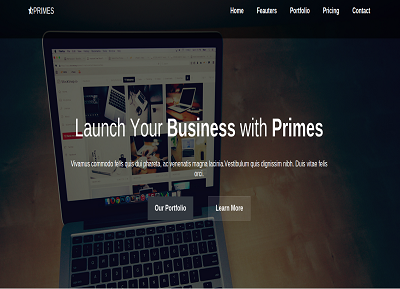 PRIMES
Home Feauters Portfolio Pricing Contact
Launch Your Business with Primes
Vivamus commodo felis quis dui phareta, ac venenatis magna lacinia.Vestibulum quis dignissim nibh. Duis vitae felis
orci.
Our Portfolio Learn More